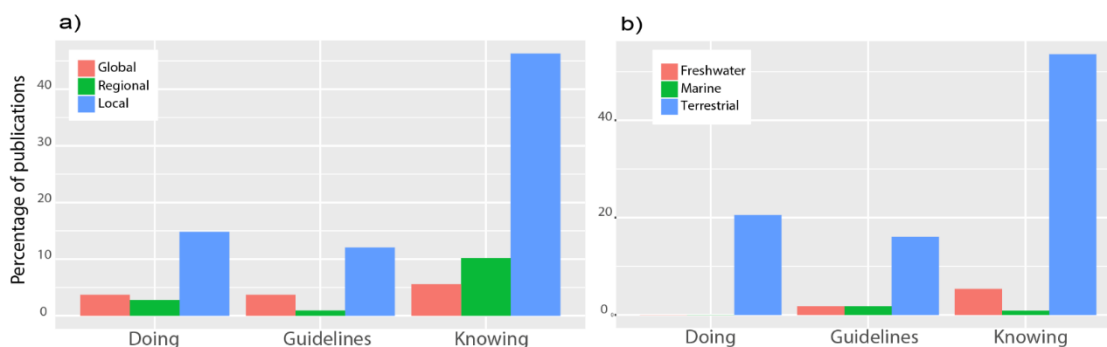 a)
Percentage of publications
40
30
20
10
0
Global
Regional
Local
Doing
Guidelines
Knowing
b)
40
20
0
Freshwater
Marine
Terrestrial
Doing
Guidelines
Knowing